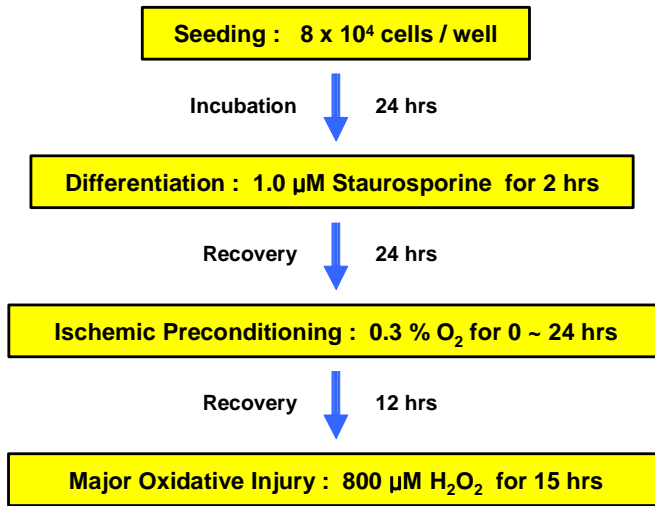 Seeding : 8 x 10⁴ cells / well
Incubation 24 hrs
Differentiation : 1.0 µM Staurosporine for 2 hrs
Recovery 24 hrs
Ischemic Preconditioning : 0.3 % O₂ for 0 ~ 24 hrs
Recovery 12 hrs
Major Oxidative Injury : 800 µM H₂O₂ for 15 hrs